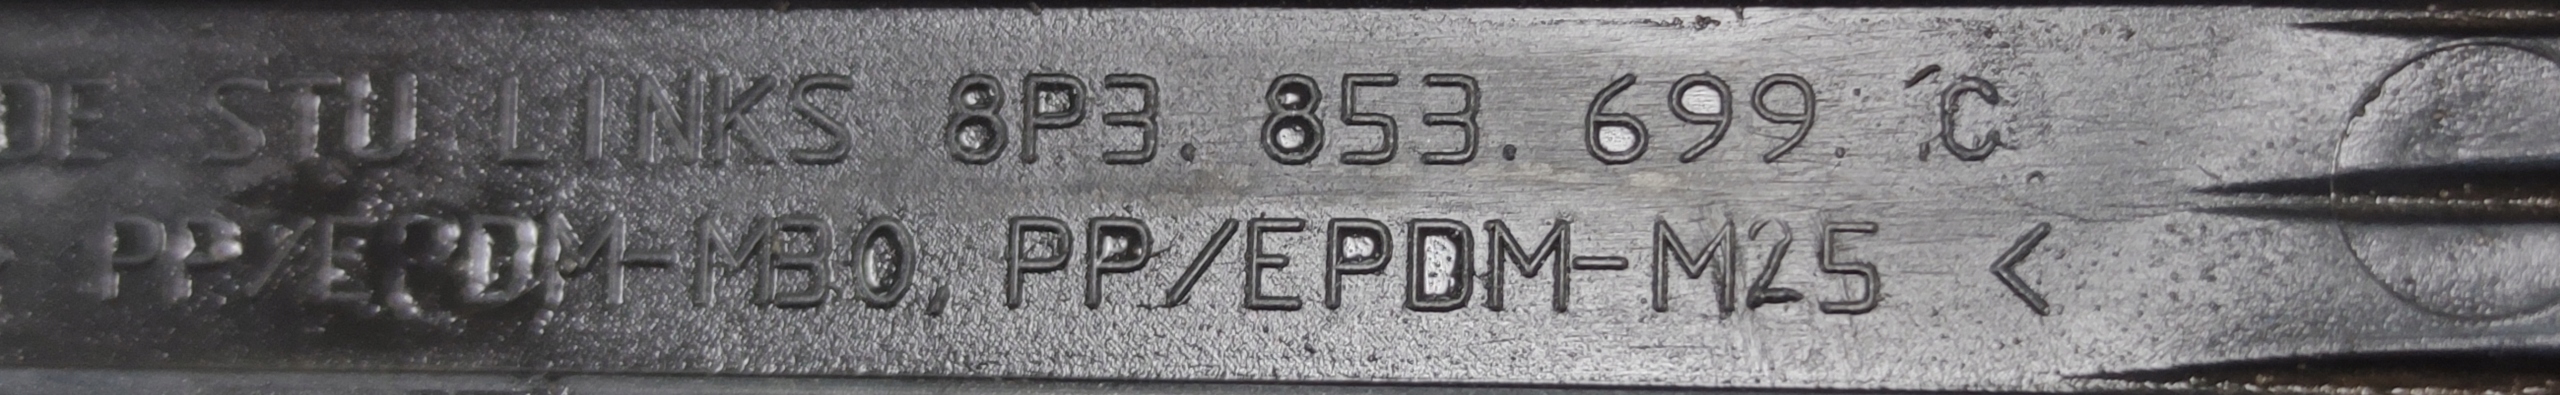 DE STU.LINKS 8P3. 853. 699. C
PP/EPDM-M30, PP/EPDM-M25 <